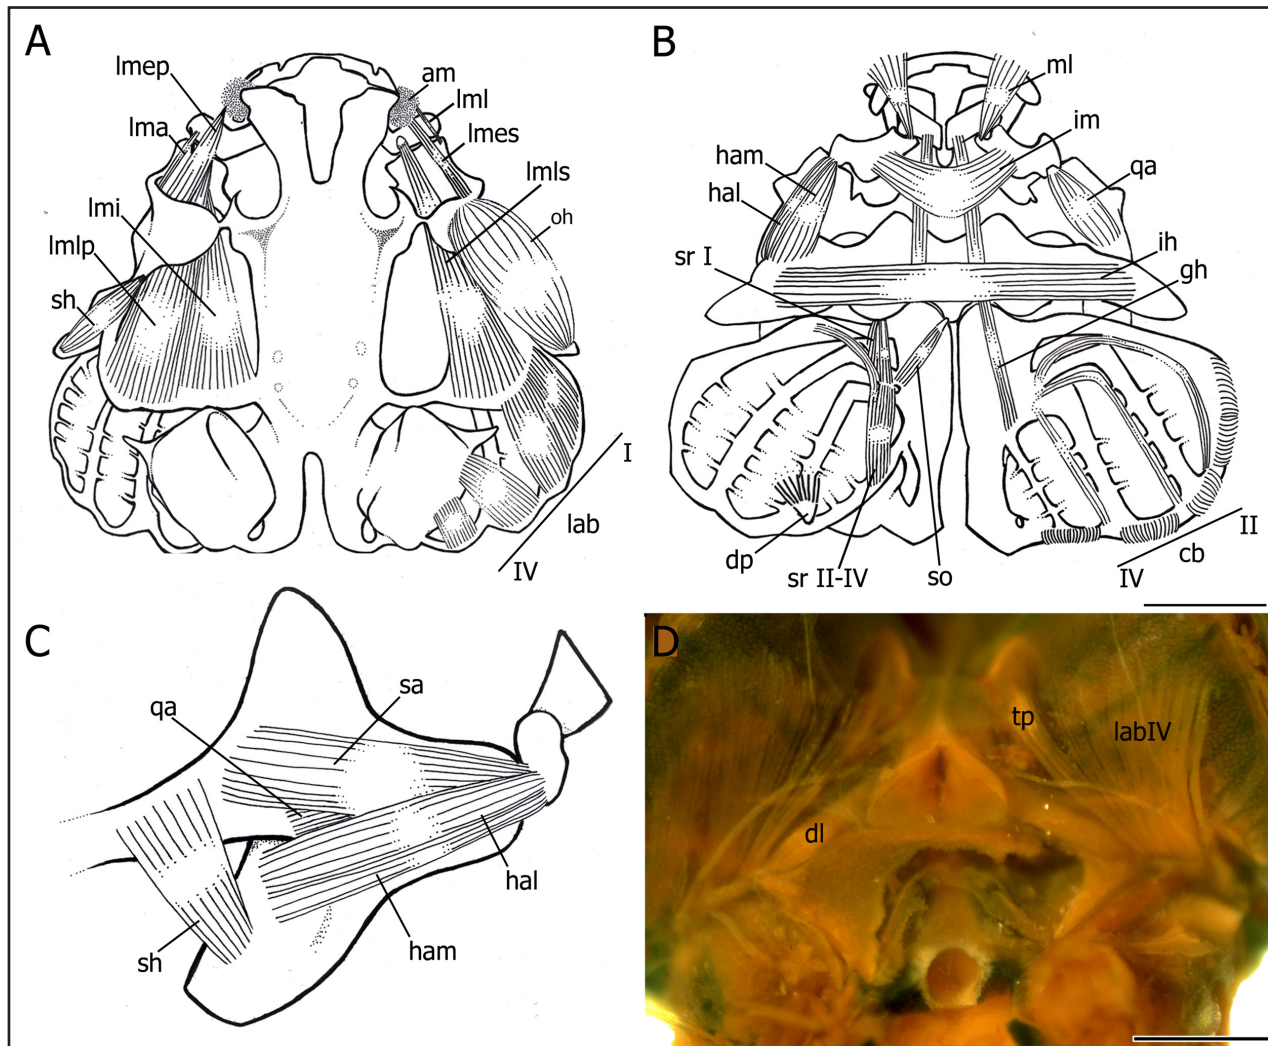 A
lmep
lma
lmi
lmlp
sh
am
lml
lmes
lmls
oh
I
lab
IV
B
ml
im
ham
hal
qa
sr I
ih
gh
dp
sr II-IV
so
II
cb
IV
C
qa
sa
hal
ham
sh
D
tp
labIV
dl